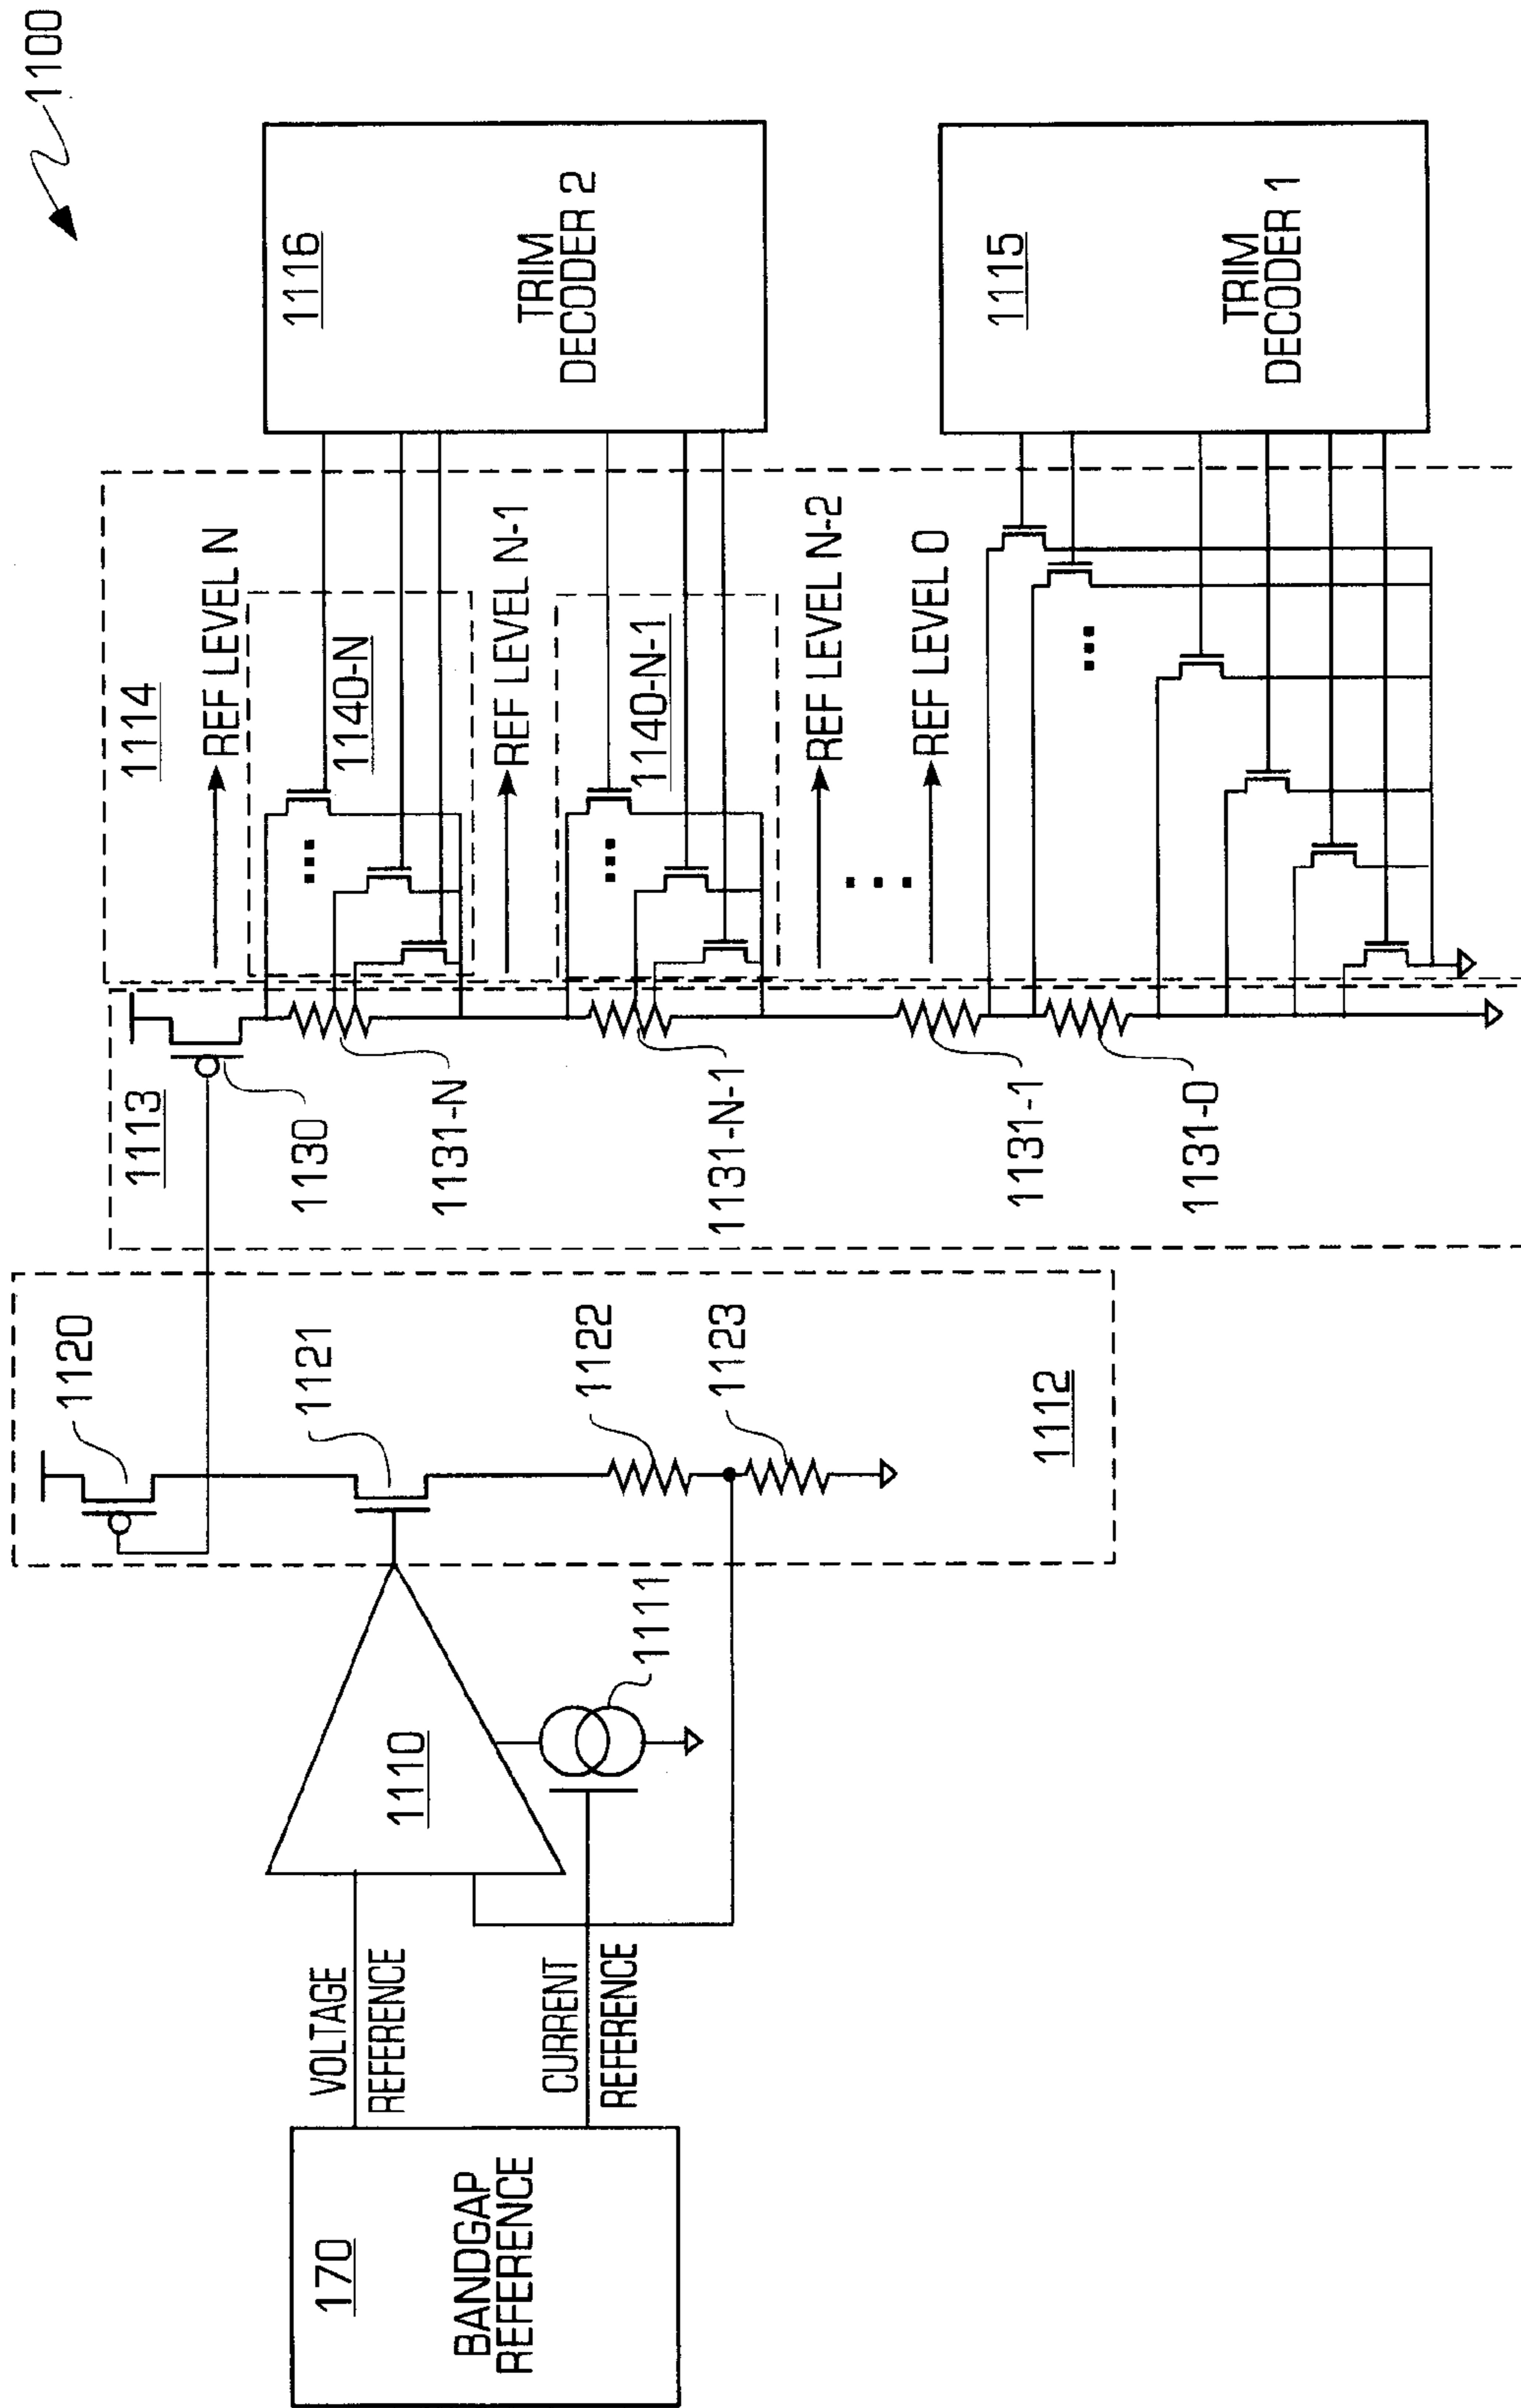 1100
1116
TRIM
DECODER 2
1115
TRIM
DECODER 1
1114
REF LEVEL N
1140-N
REF LEVEL N-1
1140-N-1
REF LEVEL N-2
REF LEVEL 0
1113
1130
1131-N
1131-N-1
1131-1
1131-0
1120
1121
1122
1123
1112
1110
1111
VOLTAGE
REFERENCE
CURRENT
REFERENCE
170
BANDGAP
REFERENCE